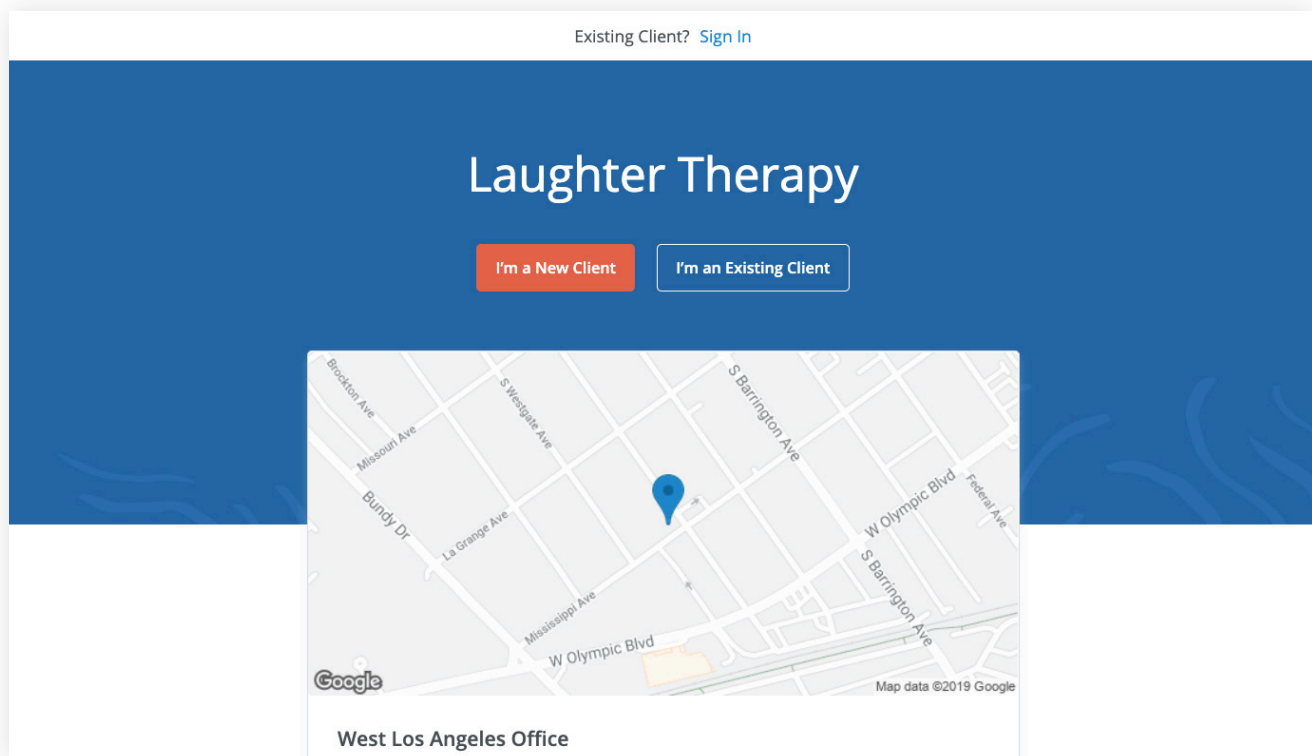 Existing Client? Sign In
Laughter Therapy
I'm a New Client
I'm an Existing Client
Brockton Ave
S Westgate Ave
S Barrington Ave
Missouri Ave
Bundy Dr
La Grange Ave
W Olympic Blvd
Federal Ave
S Barrington Ave
Mississippi Ave
W Olympic Blvd
Google
Map data ©2019 Google
West Los Angeles Office